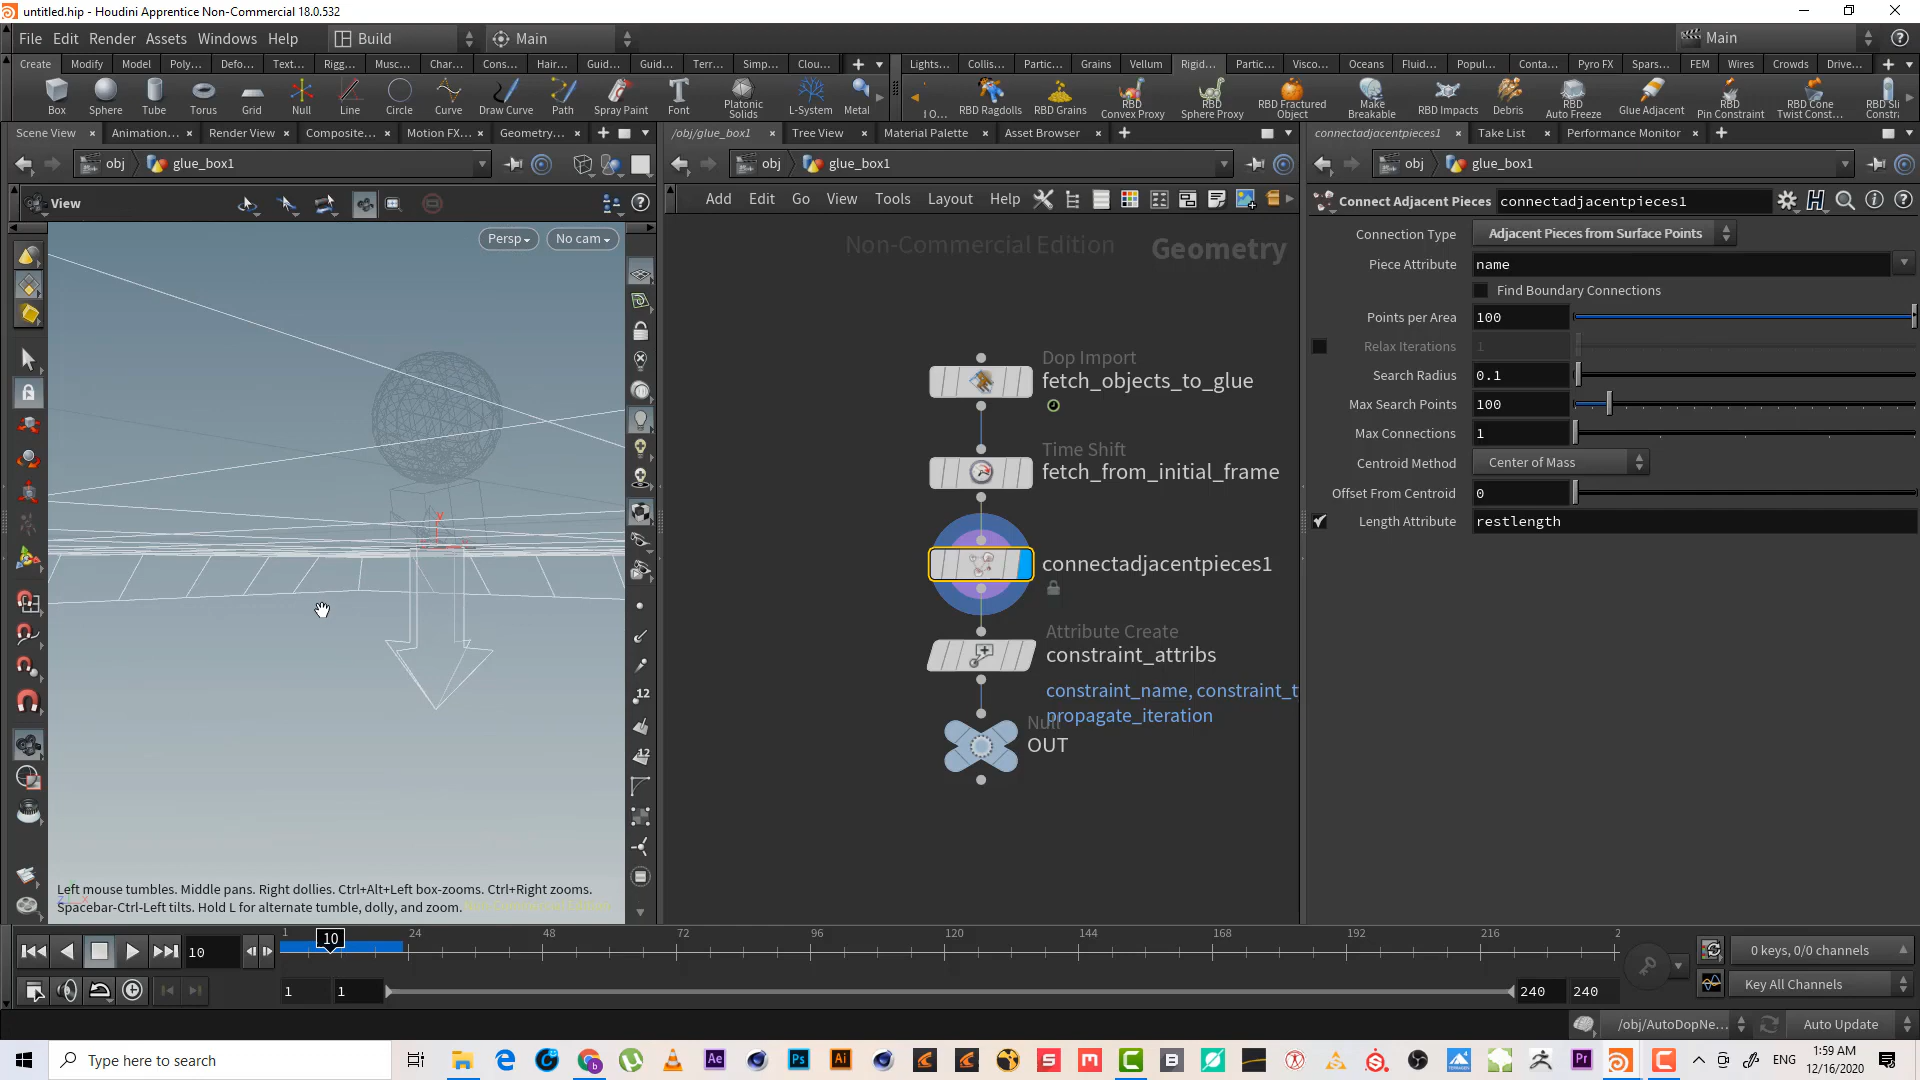 untitled.hip - Houdini Apprentice Non-Commercial 18.0.532
File Edit Render Assets Windows Help Build Main Main
Create Modify Model Poly... Defo... Text... Rigg... Musc... Char... Cons... Hair... Guid... Guid... Terr... Simp... Clou...
Lights... Collis... Partic... Grains Vellum Rigid... Partic... Visco... Oceans Fluid... Popul... Conta... Pyro FX Spars... FEM Wires Crowds Drive...
Box Sphere Tube Torus Grid Null Line Circle Curve Draw Curve Path Spray Paint Font Platonic Solids L-System Metal
RBD Ragdolls RBD Grains RBD Convex Proxy RBD Sphere Proxy RBD Fractured Object Make Breakable RBD Impacts Debris RBD Auto Freeze Glue Adjacent RBD Pin Constraint RBD Cone Twist Const...
Scene View Animation... Render View Composite... Motion FX... Geometry...
/obj/glue_box1 Tree View Material Palette Asset Browser
connectadjacentpieces1 Take List Performance Monitor
obj glue_box1
obj glue_box1
obj glue_box1
View
Persp No cam
Add Edit Go View Tools Layout Help
Non-Commercial Edition Geometry
Dop Import
fetch_objects_to_glue
Time Shift
fetch_from_initial_frame
connectadjacentpieces1
Attribute Create
constraint_attribs
constraint_name, constraint_t
propagate_iteration
Null
OUT
Connect Adjacent Pieces connectadjacentpieces1
Connection Type Adjacent Pieces from Surface Points
Piece Attribute name
Find Boundary Connections
Points per Area 100
Relax Iterations 1
Search Radius 0.1
Max Search Points 100
Max Connections 1
Centroid Method Center of Mass
Offset From Centroid 0
Length Attribute restlength
Left mouse tumbles. Middle pans. Right dollies. Ctrl+Alt+Left box-zooms. Ctrl+Right zooms.
Spacebar-Ctrl-Left tilts. Hold L for alternate tumble, dolly, and zoom.
10
1 10 24 48 72 96 120 144 168 192 216 2
1 1 240 240
0 keys, 0/0 channels
Key All Channels
/obj/AutoDopNe... Auto Update
Type here to search
ENG
1:59 AM
12/16/2020